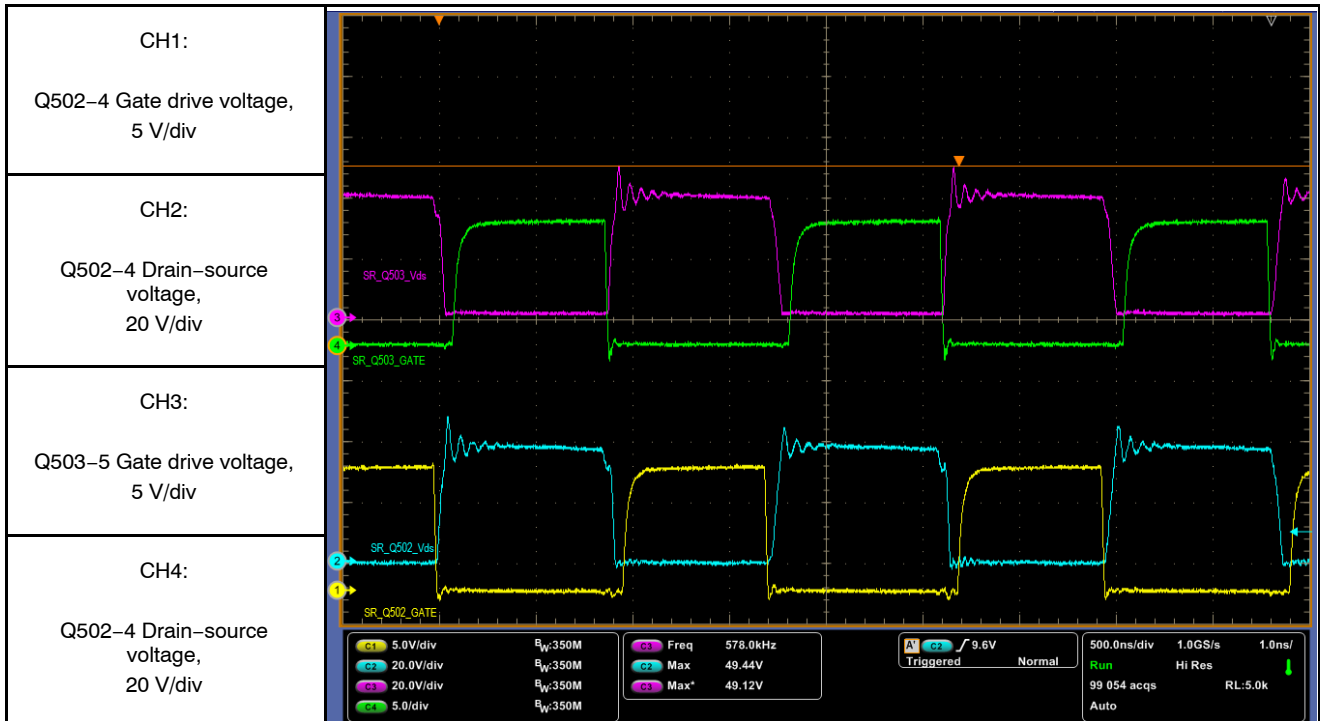 CH1:
Q502−4 Gate drive voltage,
5 V/div
CH2:
Q502−4 Drain−source
voltage,
20 V/div
CH3:
Q503−5 Gate drive voltage,
5 V/div
CH4:
Q502−4 Drain−source
voltage,
20 V/div
SR_Q503_Vds
3
4
SR_Q503_GATE
SR_Q502_Vds
2
1
SR_Q502_GATE
C1 5.0V/div BW:350M
C2 20.0V/div BW:350M
C3 20.0V/div BW:350M
C4 5.0/div BW:350M
C3 Freq 578.0kHz
C2 Max 49.44V
C3 Max* 49.12V
A' C2 9.6V
Triggered Normal
500.0ns/div 1.0GS/s 1.0ns/
Run Hi Res
99 054 acqs RL:5.0k
Auto